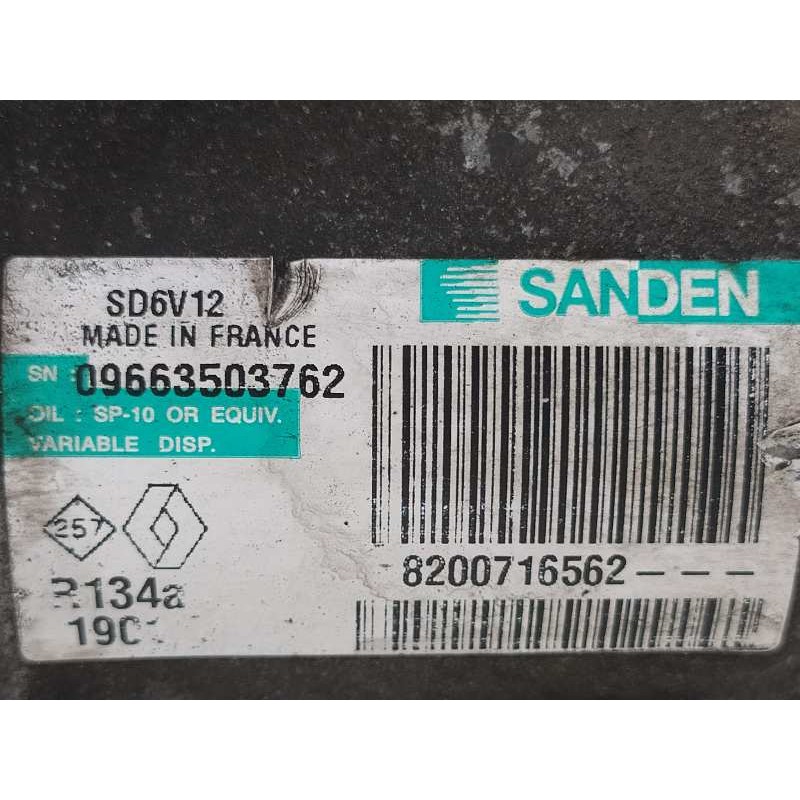 SANDEN
SD6V12
MADE IN FRANCE
SN : 09663503762
OIL : SP-10 OR EQUIV.
VARIABLE DISP.
257
8200716562---
R134a